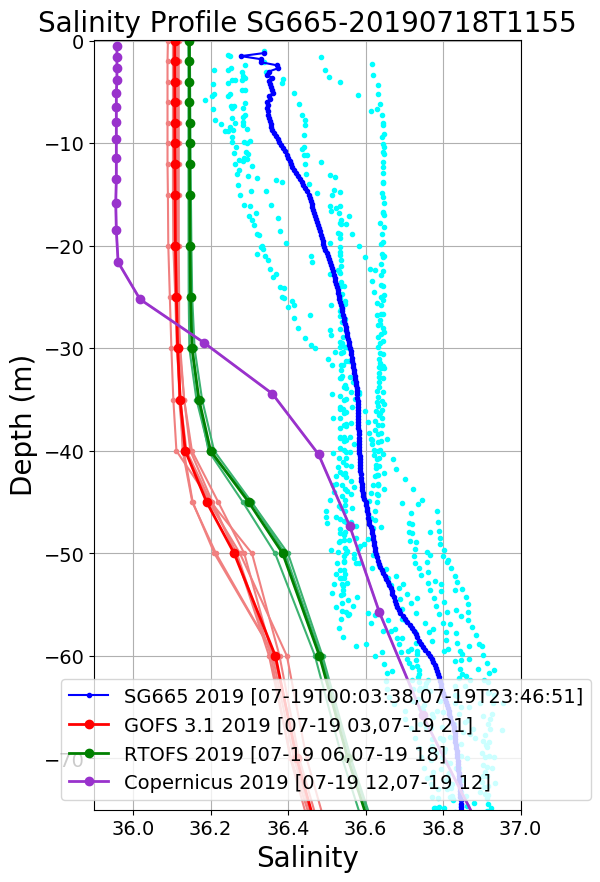 Salinity Profile SG665-20190718T1155
0
−10
−20
−30
−40
−50
−60
−70
Depth (m)
SG665 2019 [07-19T00:03:38,07-19T23:46:51]
GOFS 3.1 2019 [07-19 03,07-19 21]
RTOFS 2019 [07-19 06,07-19 18]
Copernicus 2019 [07-19 12,07-19 12]
36.0 36.2 36.4 36.6 36.8 37.0
Salinity